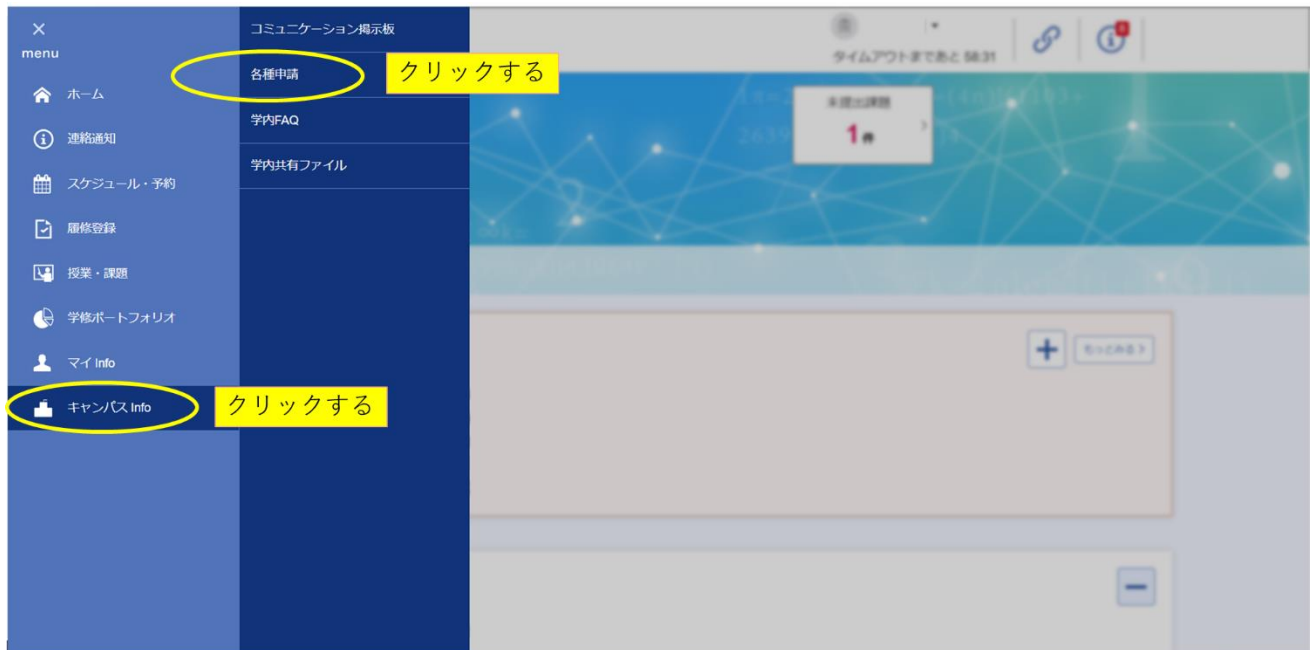 menu
ホーム
連絡通知
スケジュール・予約
履修登録
授業・課題
学修ポートフォリオ
マイ Info
キャンパス Info
クリックする
コミュニケーション掲示板
各種申請
クリックする
学内FAQ
学内共有ファイル
タイムアウトまであと 58:31
未提出課題
1件
もっとみる